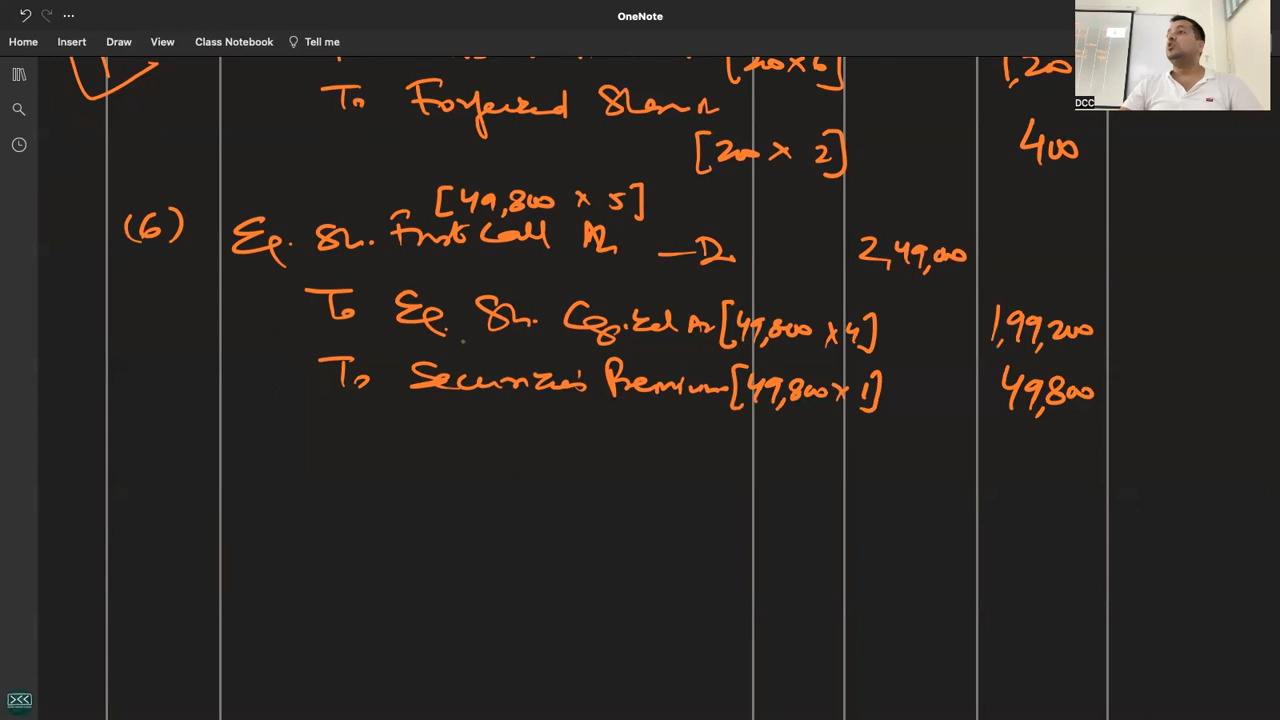 OneNote
Home Insert Draw View Class Notebook Tell me
[200 x 6] 1,200
To Forfeited Share A/c
[200 x 2] 400
[49,800 x 5]
(6) Eq. Sh. First Call A/c — Dr 2,49,000
To Eq. Sh. Capital A/c [49,800 x 4] 1,99,200
To Securities Premium [49,800 x 1] 49,800
DCC